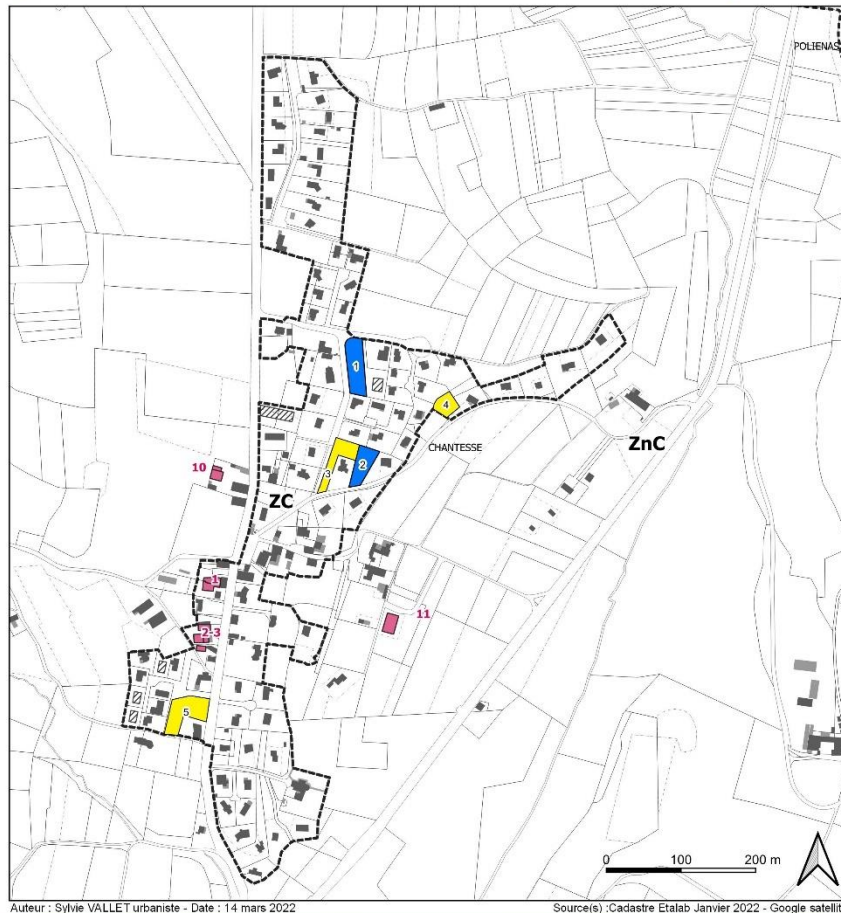 POLIENAS
1
4
CHANTESSE
ZnC
2
3
10
ZC
1
11
2-3
5
0 100 200 m
Auteur : Sylvie VALLET urbaniste - Date : 14 mars 2022
Source(s) :Cadastre Etalab Janvier 2022 - Google satellit